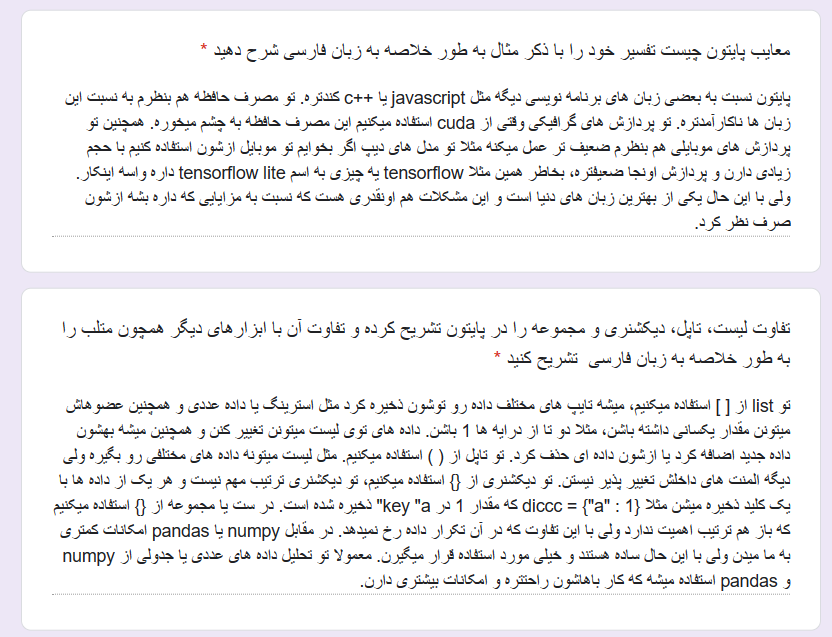 معایب پایتون چیست تفسیر خود را با ذکر مثال به طور خلاصه به زبان فارسی شرح دهید *
پایتون نسبت به بعضی زبان های برنامه نویسی دیگه مثل javascript یا c++ کندتره. تو مصرف حافظه هم بنظرم به نسبت این
زبان ها ناکارآمدتره. تو پردازش های گرافیکی وقتی از cuda استفاده میکنیم این مصرف حافظه به چشم میخوره. همچنین تو
پردازش های موبایلی هم بنظرم ضعیف تر عمل میکنه مثلا تو مدل های دیپ اگر بخوایم تو موبایل ازشون استفاده کنیم با حجم
زیادی دارن و پردازش اونجا ضعیفتره، بخاطر همین مثلا tensorflow یه چیزی به اسم tensorflow lite داره واسه اینکار.
ولی با این حال یکی از بهترین زبان های دنیا است و این مشکلات هم اونقدری هست که نسبت به مزایایی که داره بشه ازشون
صرف نظر کرد.
تفاوت لیست، تاپل، دیکشنری و مجموعه را در پایتون تشریح کرده و تفاوت آن با ابزارهای دیگر همچون متلب را
به طور خلاصه به زبان فارسی تشریح کنید *
تو list از [ ] استفاده میکنیم، میشه تایپ های مختلف داده رو توشون ذخیره کرد مثل استرینگ یا داده عددی و همچنین عضوهاش
میتونن مقدار یکسانی داشته باشن، مثلا دو تا از درایه ها 1 باشن. داده های توی لیست میتونن تغییر کنن و همچنین میشه بهشون
داده جدید اضافه کرد یا ازشون داده ای حذف کرد. تو تاپل از ( ) استفاده میکنیم. مثل لیست میتونه داده های مختلفی رو بگیره ولی
دیگه المنت های داخلش تغییر پذیر نیستن. تو دیکشنری از {} استفاده میکنیم، تو دیکشنری ترتیب مهم نیست و هر یک از داده ها با
یک کلید ذخیره میشن مثلا diccc = {"a" : 1} که مقدار 1 در key "a" ذخیره شده است. در ست یا مجموعه از {} استفاده میکنیم
که باز هم ترتیب اهمیت ندارد ولی با این تفاوت که در آن تکرار داده رخ نمیدهد. در مقابل numpy یا pandas امکانات کمتری
به ما میدن ولی با این حال ساده هستند و خیلی مورد استفاده قرار میگیرن. معمولا تو تحلیل داده های عددی یا جدولی از numpy
و pandas استفاده میشه که کار باهاشون راحتتره و امکانات بیشتری دارن.